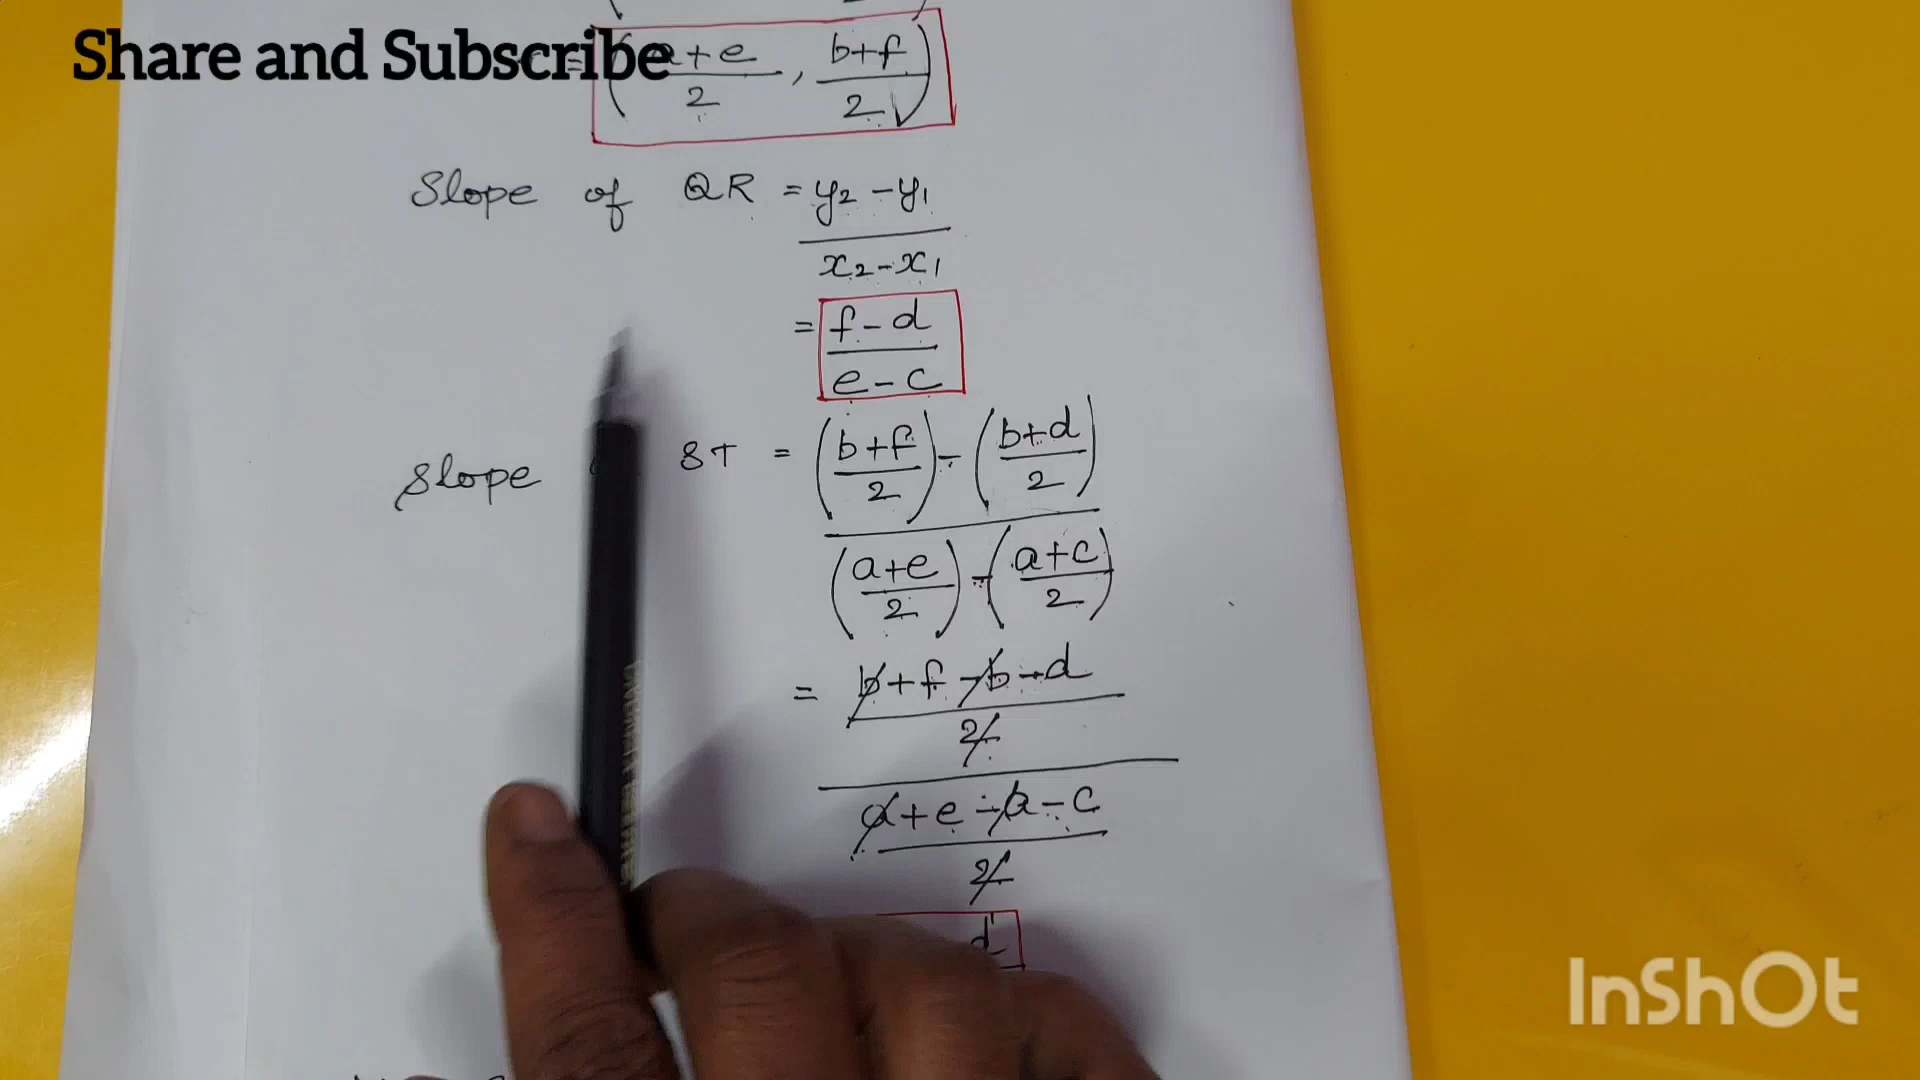 Share and Subscribe
= (a+e/2, b+f/2)
Slope of QR = y₂-y₁/x₂-x₁
= f-d/e-c
Slope ST = (b+f/2) - (b+d/2) / (a+e/2) - (a+c/2)
= b+f-b-d/2 / a+e-a-c/2
d
InShOt